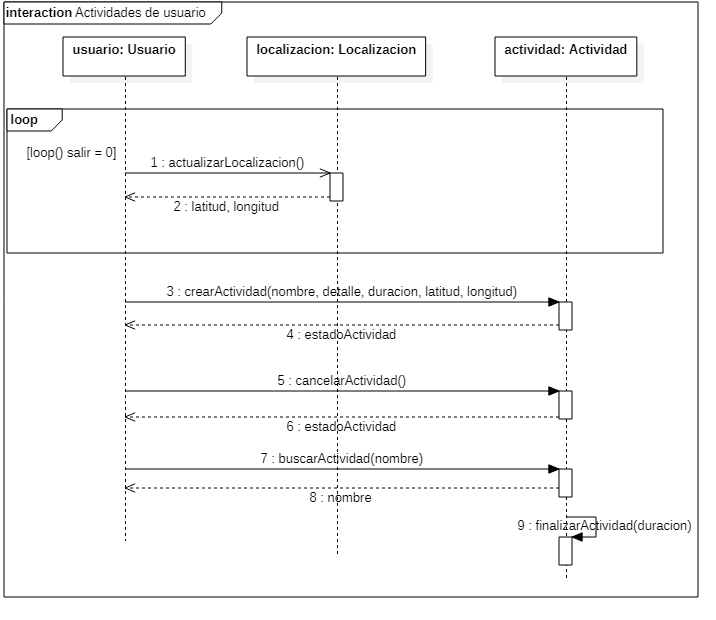 interaction Actividades de usuario
usuario: Usuario
localizacion: Localizacion
actividad: Actividad
loop
[loop() salir = 0]
1 : actualizarLocalizacion()
2 : latitud, longitud
3 : crearActividad(nombre, detalle, duracion, latitud, longitud)
4 : estadoActividad
5 : cancelarActividad()
6 : estadoActividad
7 : buscarActividad(nombre)
8 : nombre
9 : finalizarActividad(duracion)